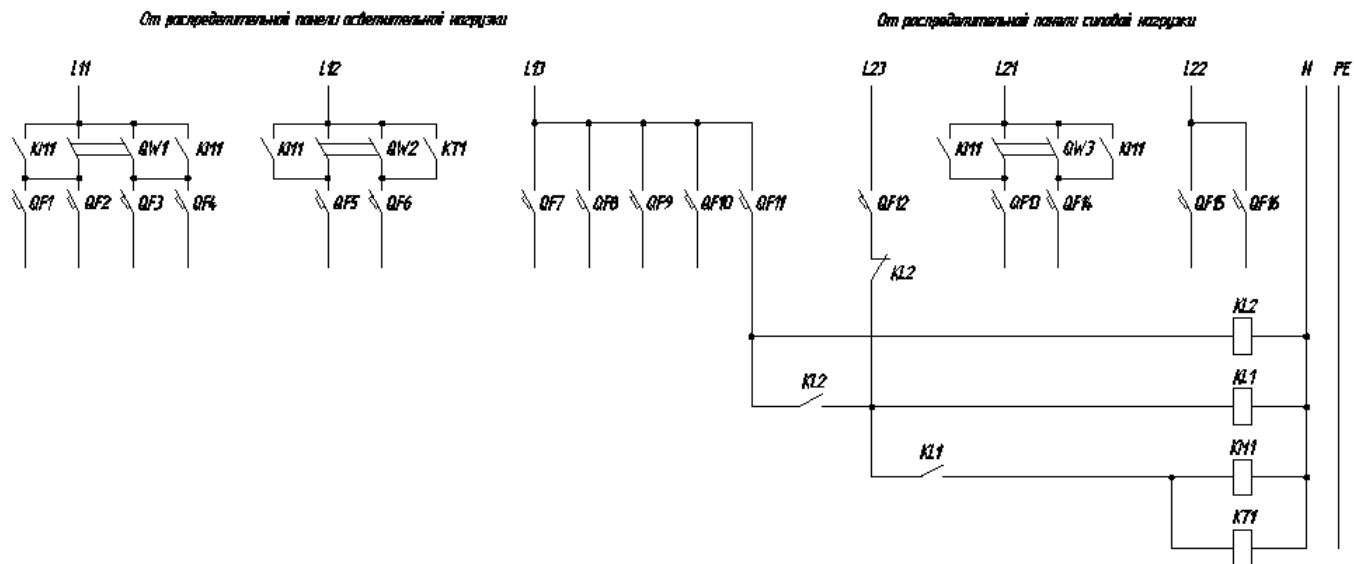 От распределительной панели осветительной нагрузки
От распределительной панели силовой нагрузки
L11 L12 L13 L23 L21 L22 N PE
KM1 QW1 KM1 KM1 QW2 KT1 KM1 QW3 KM1
QF1 QF2 QF3 QF4 QF5 QF6 QF7 QF8 QF9 QF10 QF11 QF12 QF13 QF14 QF15 QF16
KL2
KL2
KL2 KL1
KL1 KM1
KT1